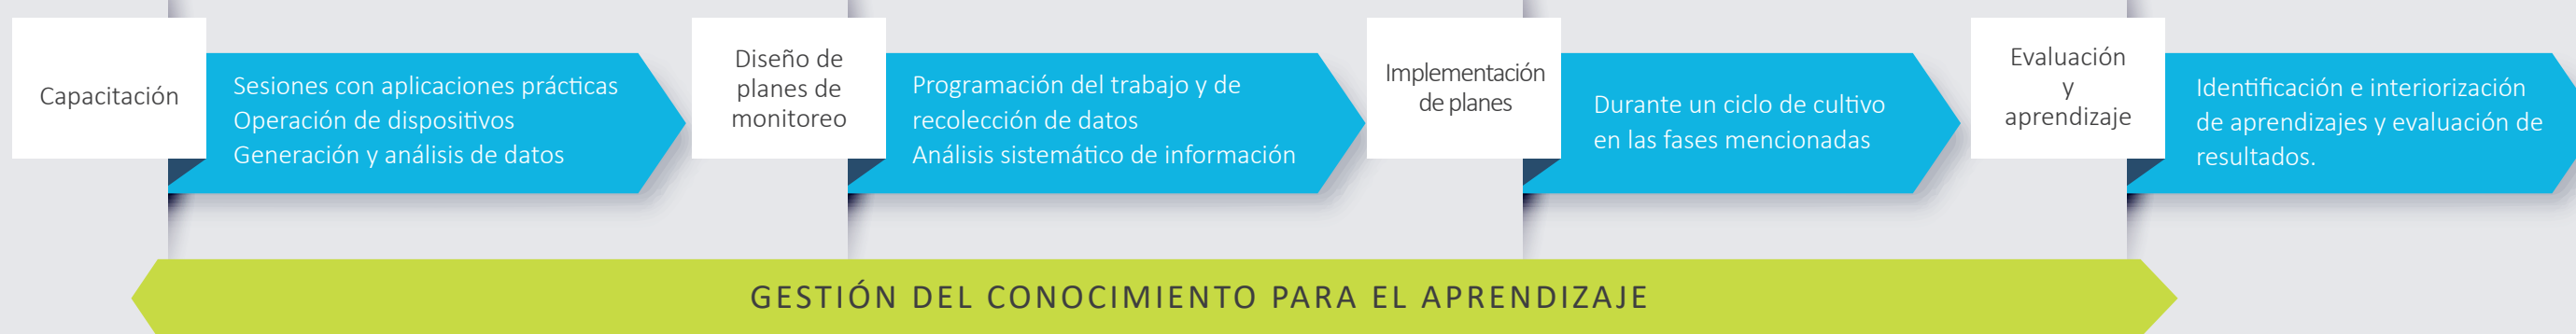 Capacitación
Sesiones con aplicaciones prácticas
Operación de dispositivos
Generación y análisis de datos
Diseño de
planes de
monitoreo
Programación del trabajo y de
recolección de datos
Análisis sistemático de información
Implementación
de planes
Durante un ciclo de cultivo
en las fases mencionadas
Evaluación
y
aprendizaje
Identificación e interiorización
de aprendizajes y evaluación de
resultados.
GESTIÓN DEL CONOCIMIENTO PARA EL APRENDIZAJE